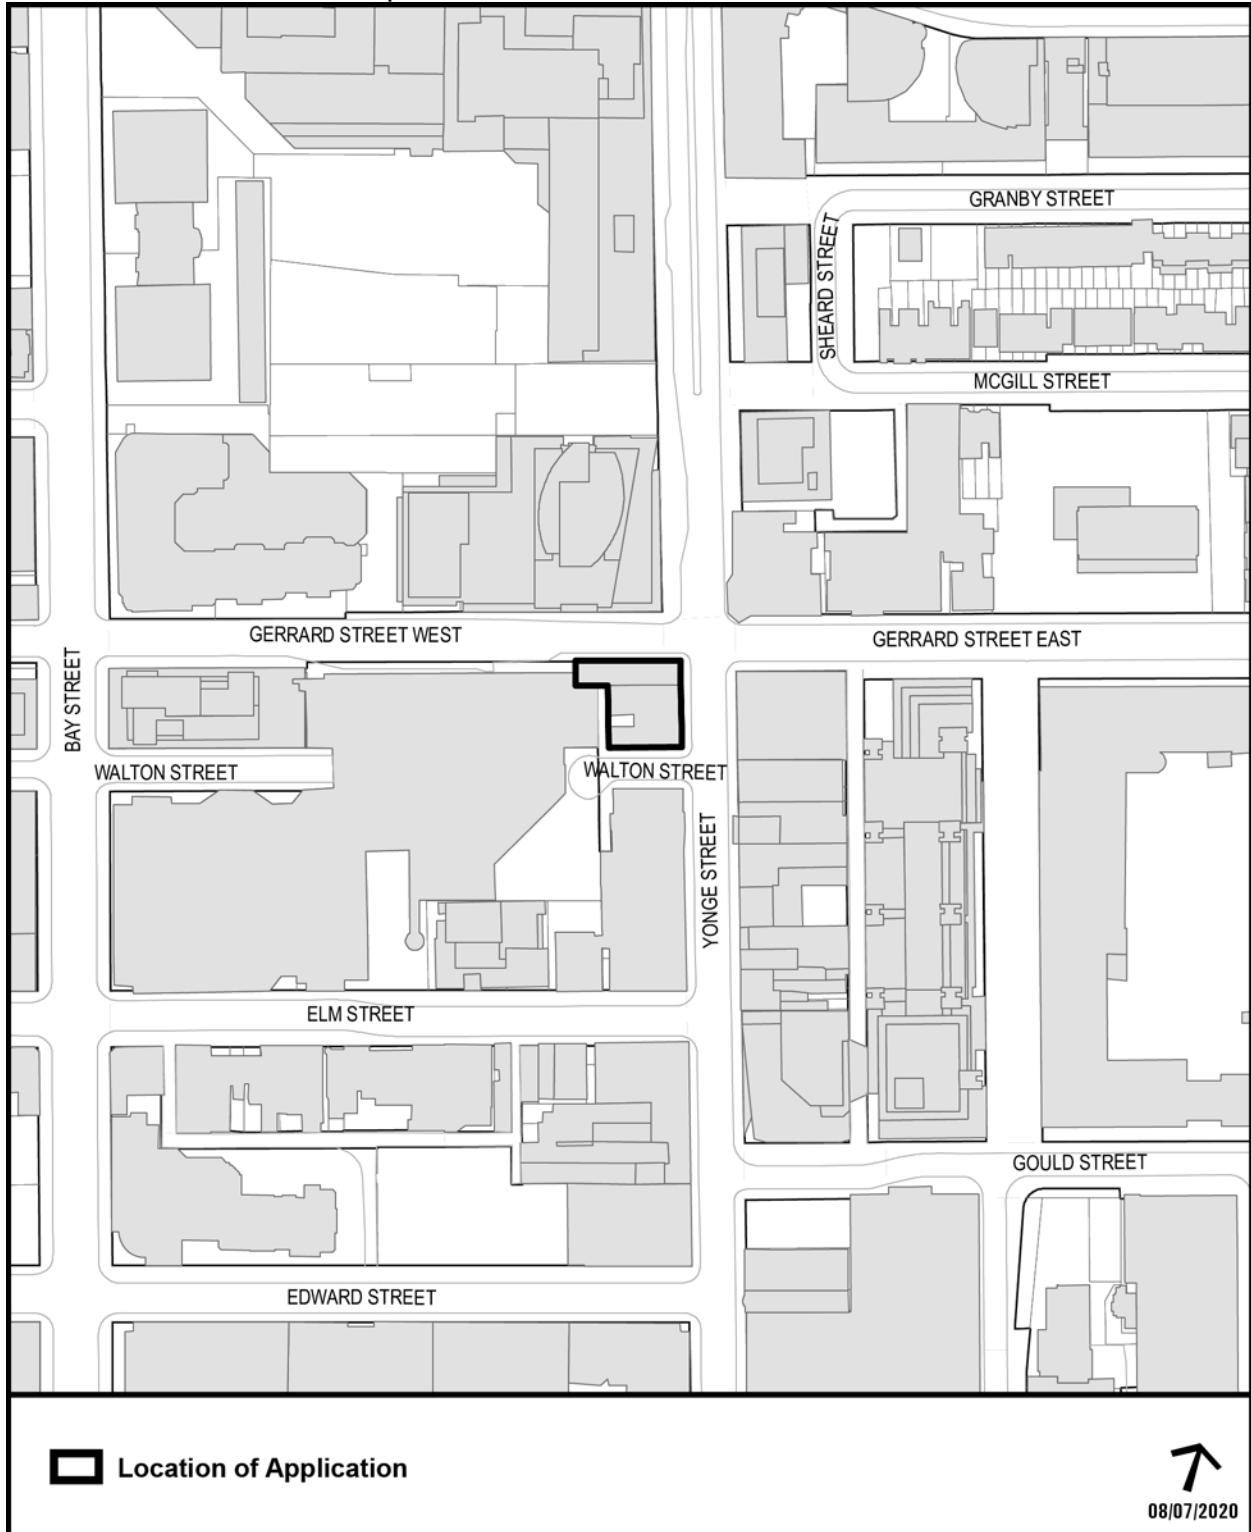 GRANBY STREET
SHEARD STREET
MCGILL STREET
GERRARD STREET WEST
GERRARD STREET EAST
BAY STREET
WALTON STREET
WALTON STREET
YONGE STREET
ELM STREET
GOULD STREET
EDWARD STREET
Location of Application
08/07/2020